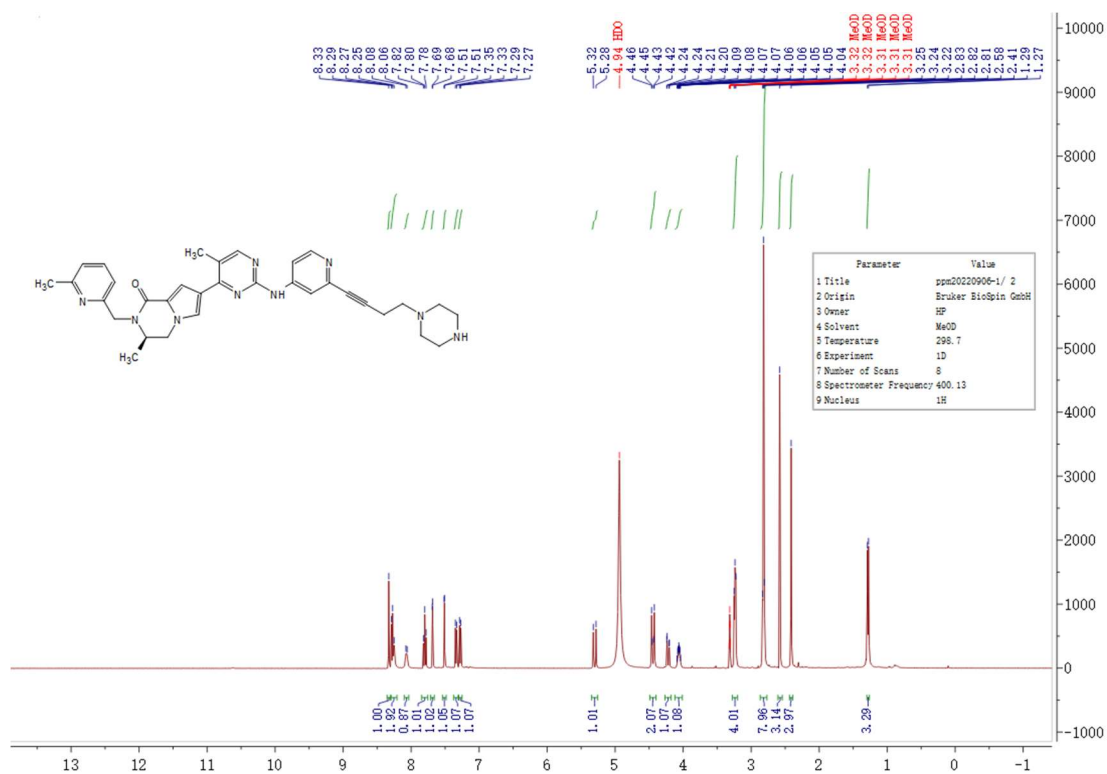 8.33
8.29
8.27
8.25
8.08
8.06
7.82
7.80
7.78
7.69
7.68
7.51
7.51
7.35
7.33
7.29
7.27
5.32
5.28
4.94 HDO
4.46
4.45
4.43
4.42
4.24
4.24
4.21
4.20
4.09
4.08
4.07
4.07
4.06
4.06
4.05
4.05
4.04
3.32 MeOD
3.32 MeOD
3.31 MeOD
3.31 MeOD
3.31 MeOD
3.25
3.24
3.22
2.83
2.82
2.81
2.58
2.41
1.29
1.27
10000
9000
8000
7000
6000
5000
4000
3000
2000
1000
0
-1000
H₃C
N
N
N
NH
N
H₃C
O
N
N
N
CH₃
N
NH
Parameter Value
1 Title ppm20220906-1/ 2
2 Origin Bruker BioSpin GmbH
3 Owner HP
4 Solvent MeOD
5 Temperature 298.7
6 Experiment 1D
7 Number of Scans 8
8 Spectrometer Frequency 400.13
9 Nucleus 1H
1.00
1.92
0.87
1.01
1.02
1.05
1.07
1.07
1.01
2.07
1.07
1.08
4.01
7.96
3.14
2.97
3.29
13 12 11 10 9 8 7 6 5 4 3 2 1 0 -1